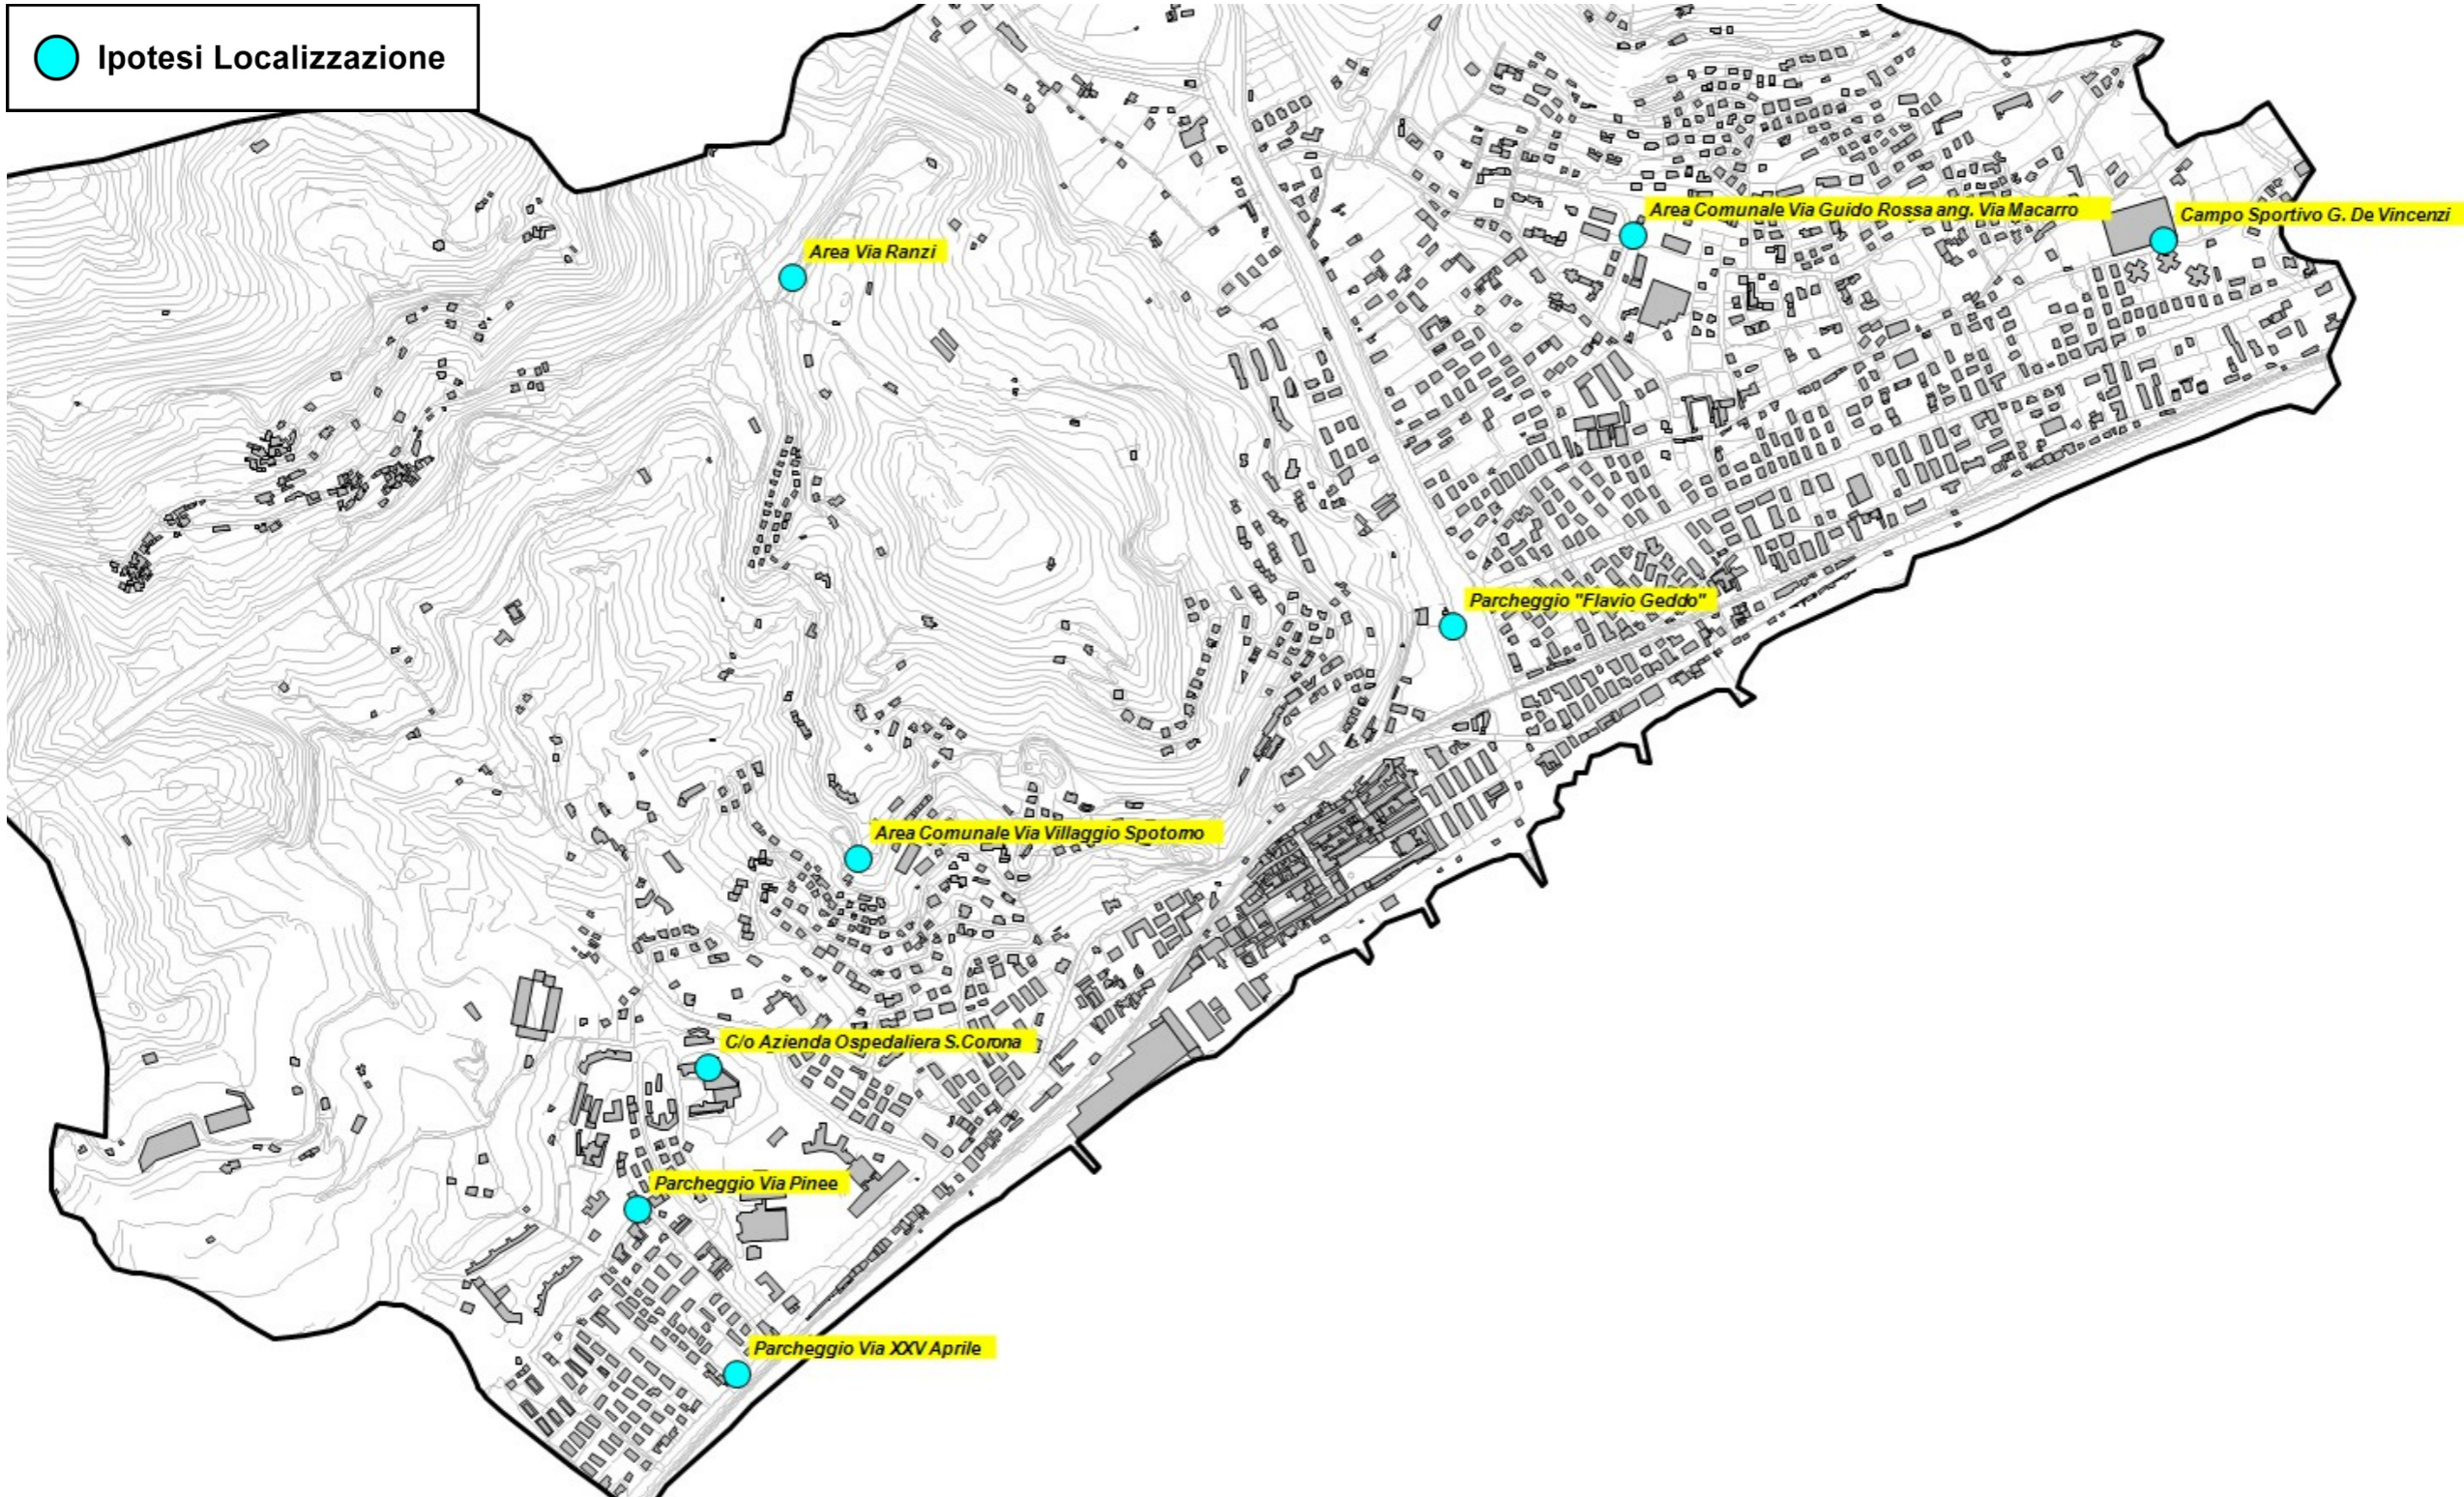 Ipotesi Localizzazione
Area Comunale Via Guido Rossa ang. Via Macarro
Campo Sportivo G. De Vincenzi
Area Via Ranzi
Parcheggio "Flavio Geddo"
Area Comunale Via Villaggio Spotorno
C/o Azienda Ospedaliera S.Corona
Parcheggio Via Pinee
Parcheggio Via XXV Aprile